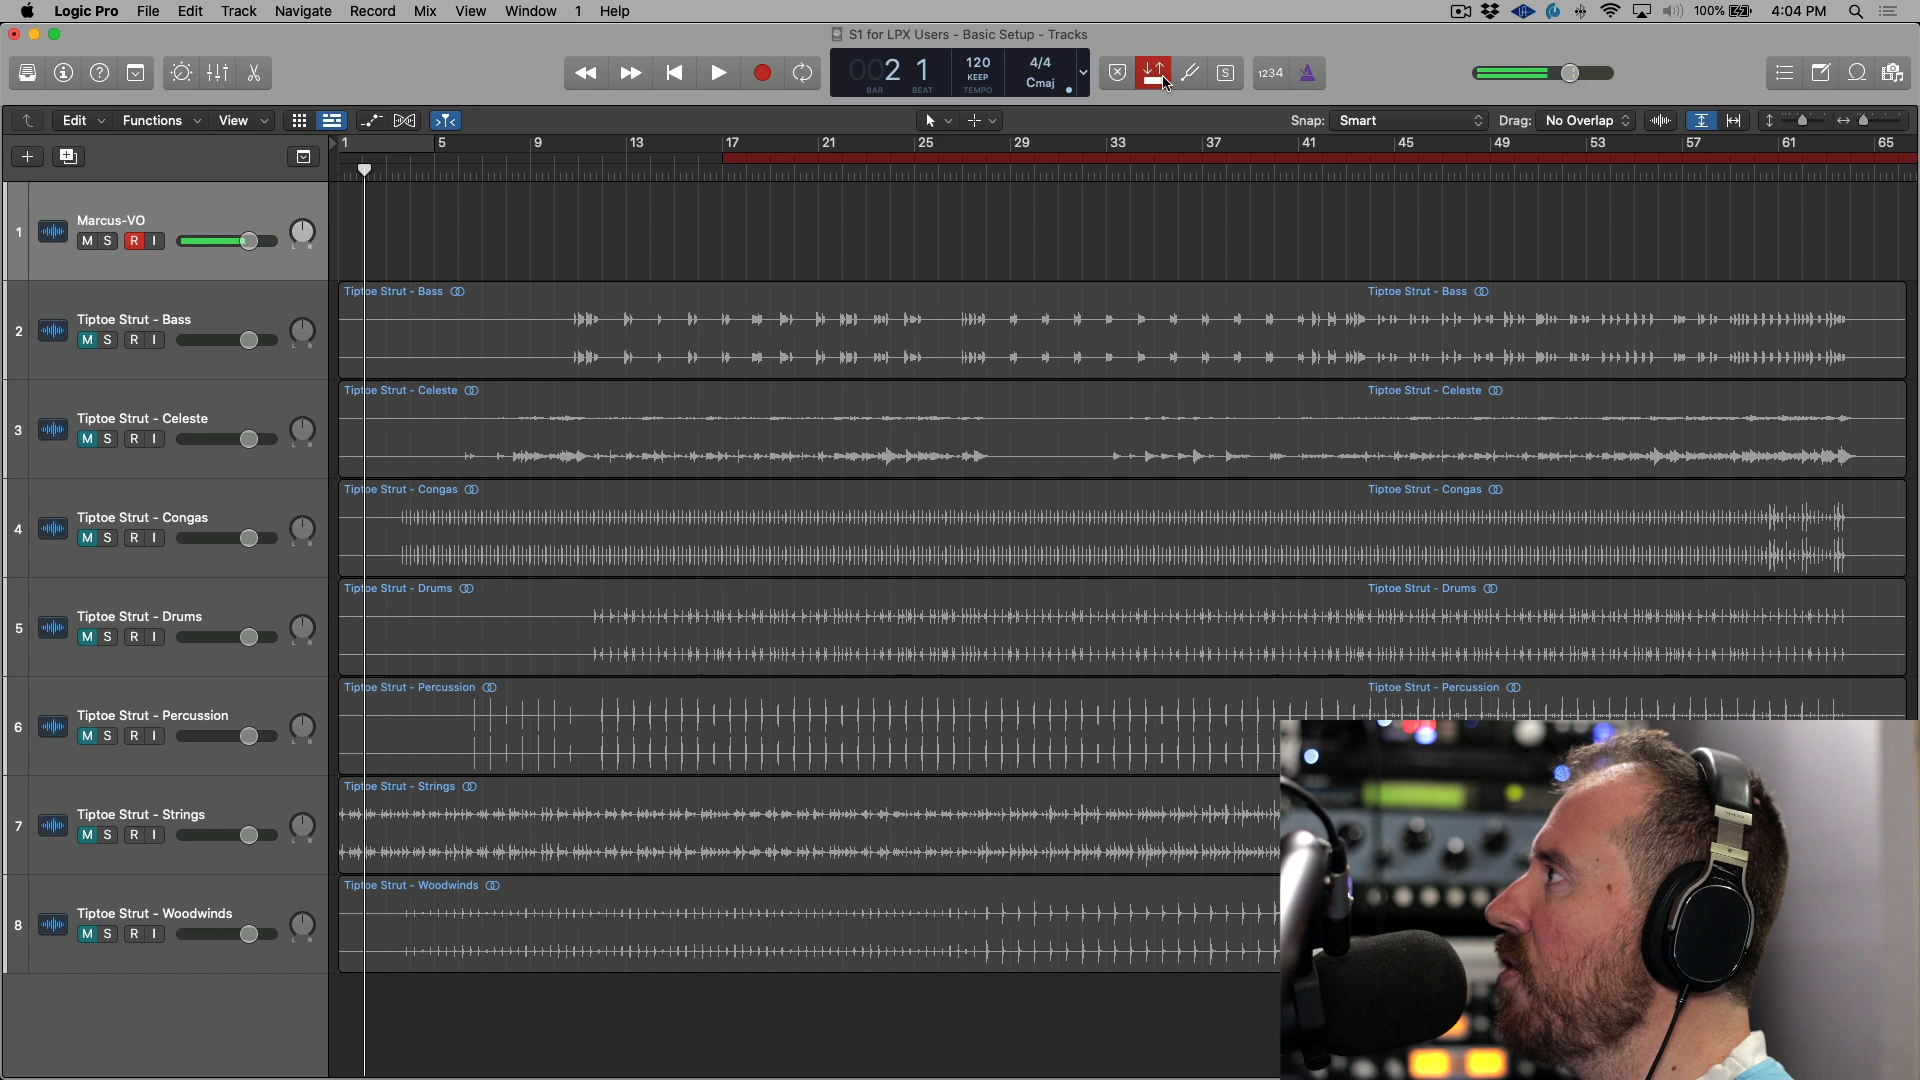 Logic Pro File Edit Track Navigate Record Mix View Window 1 Help
100% 4:04 PM
S1 for LPX Users - Basic Setup - Tracks
002 1 120 4/4
KEEP Cmaj
BAR BEAT TEMPO
S 1234
Edit Functions View Snap: Smart Drag: No Overlap
1 5 9 13 17 21 25 29 33 37 41 45 49 53 57 61 65
Marcus-VO
1 M S R I L R
Tiptoe Strut - Bass Tiptoe Strut - Bass
Tiptoe Strut - Bass
2 M S R I L R
Tiptoe Strut - Celeste Tiptoe Strut - Celeste
Tiptoe Strut - Celeste
3 M S R I L R
Tiptoe Strut - Congas Tiptoe Strut - Congas
Tiptoe Strut - Congas
4 M S R I L R
Tiptoe Strut - Drums Tiptoe Strut - Drums
Tiptoe Strut - Drums
5 M S R I L R
Tiptoe Strut - Percussion Tiptoe Strut - Percussion
Tiptoe Strut - Percussion
6 M S R I L R
Tiptoe Strut - Strings
Tiptoe Strut - Strings
7 M S R I L R
Tiptoe Strut - Woodwinds
Tiptoe Strut - Woodwinds
8 M S R I L R